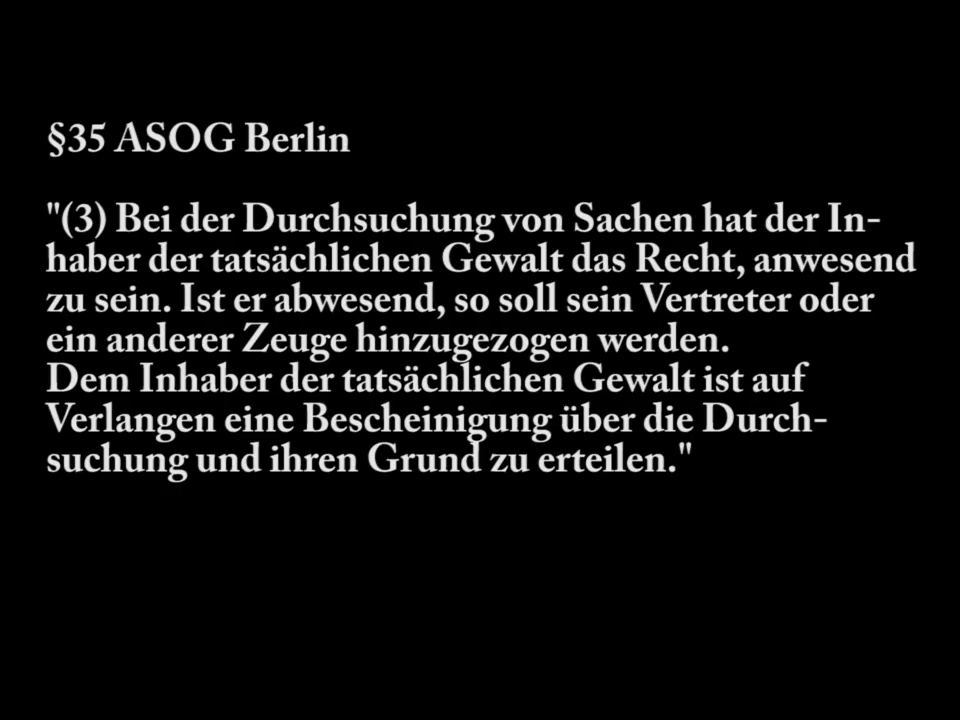 §35 ASOG Berlin
"(3) Bei der Durchsuchung von Sachen hat der In-
haber der tatsächlichen Gewalt das Recht, anwesend
zu sein. Ist er abwesend, so soll sein Vertreter oder
ein anderer Zeuge hinzugezogen werden.
Dem Inhaber der tatsächlichen Gewalt ist auf
Verlangen eine Bescheinigung über die Durch-
suchung und ihren Grund zu erteilen."